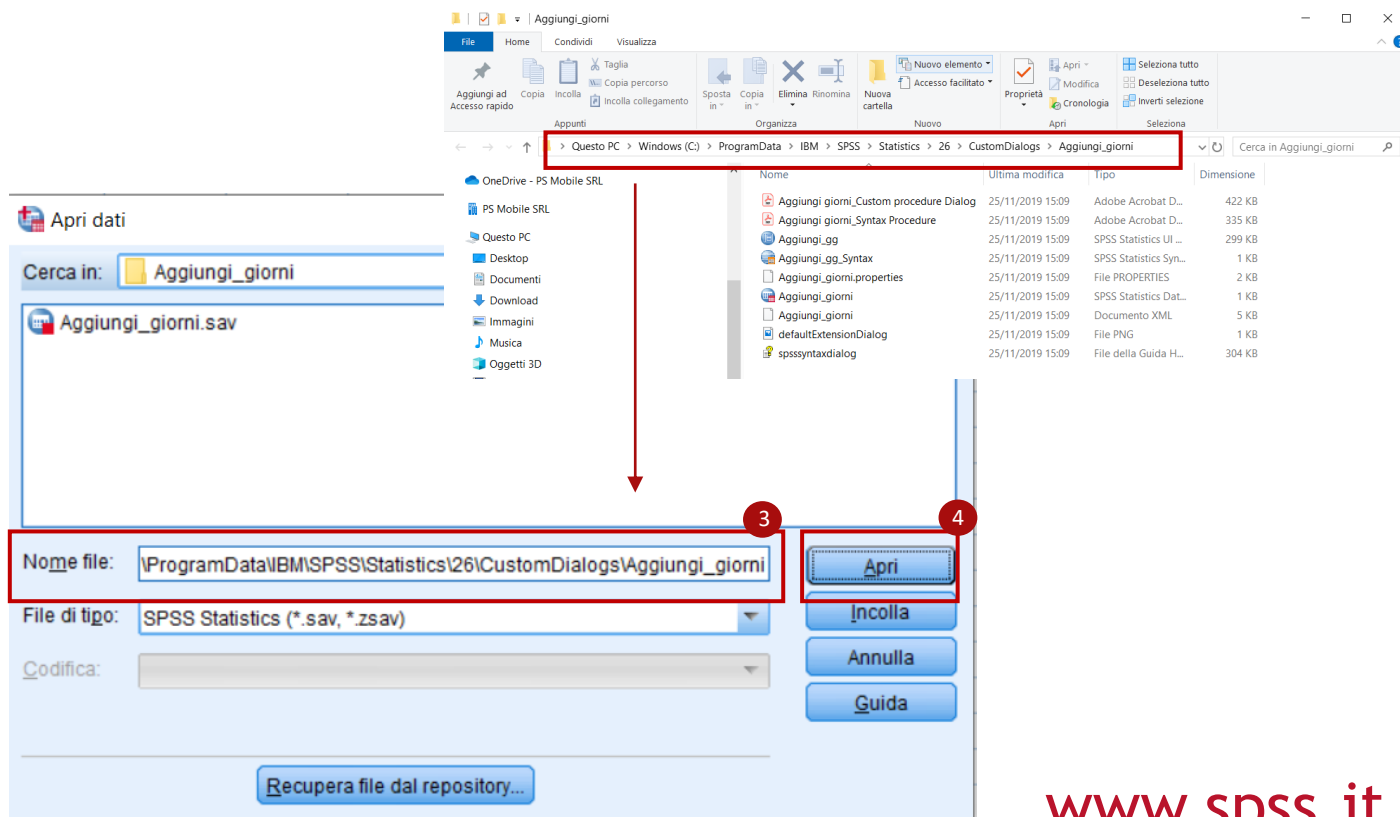 Aggiungi_giorni
File Home Condividi Visualizza
Aggiungi ad Accesso rapido
Copia
Incolla
Taglia
Copia percorso
Incolla collegamento
Appunti
Sposta in
Copia in
Elimina
Rinomina
Organizza
Nuova cartella
Nuovo elemento
Accesso facilitato
Nuovo
Proprietà
Apri
Modifica
Cronologia
Apri
Seleziona tutto
Deseleziona tutto
Inverti selezione
Seleziona
> Questo PC > Windows (C:) > ProgramData > IBM > SPSS > Statistics > 26 > CustomDialogs > Aggiungi_giorni
Cerca in Aggiungi_giorni
OneDrive - PS Mobile SRL
PS Mobile SRL
Questo PC
Desktop
Documenti
Download
Immagini
Musica
Oggetti 3D
Nome Ultima modifica Tipo Dimensione
Aggiungi giorni_Custom procedure Dialog 25/11/2019 15:09 Adobe Acrobat D... 422 KB
Aggiungi giorni_Syntax Procedure 25/11/2019 15:09 Adobe Acrobat D... 335 KB
Aggiungi_gg 25/11/2019 15:09 SPSS Statistics UI ... 299 KB
Aggiungi_gg_Syntax 25/11/2019 15:09 SPSS Statistics Syn... 1 KB
Aggiungi_giorni.properties 25/11/2019 15:09 File PROPERTIES 2 KB
Aggiungi_giorni 25/11/2019 15:09 SPSS Statistics Dat... 1 KB
Aggiungi_giorni 25/11/2019 15:09 Documento XML 5 KB
defaultExtensionDialog 25/11/2019 15:09 File PNG 1 KB
spsssyntaxdialog 25/11/2019 15:09 File della Guida H... 304 KB
Apri dati
Cerca in: Aggiungi_giorni
Aggiungi_giorni.sav
3
4
Nome file: \ProgramData\IBM\SPSS\Statistics\26\CustomDialogs\Aggiungi_giorni
Apri
File di tipo: SPSS Statistics (*.sav, *.zsav)
Incolla
Codifica:
Annulla
Guida
Recupera file dal repository...
www.spss.it